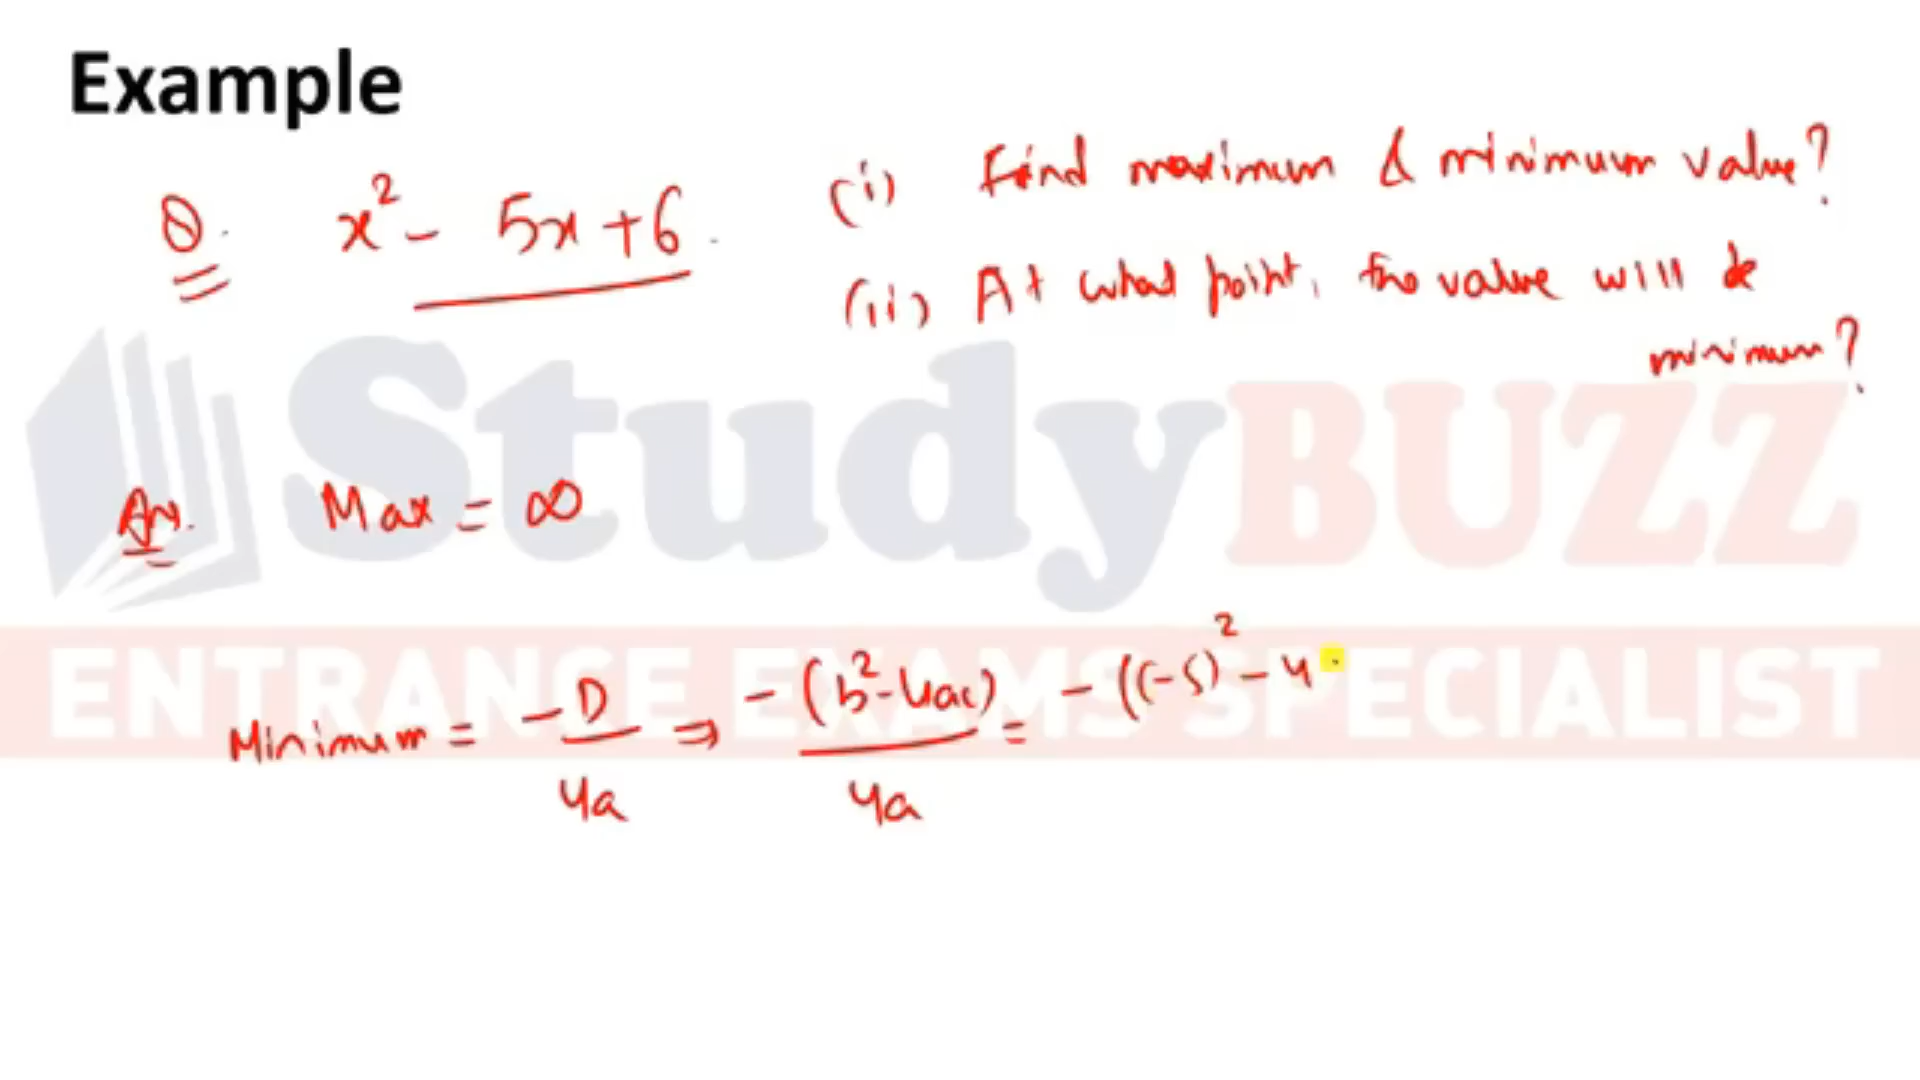 Example
Q. x² - 5x + 6.
(i) Find maximum & minimum value?
(ii) At what point, the value will be
minimum?
StudyBUZZ
Ans. Max = ∞
ENTRANCE EXAMS SPECIALIST
Minimum = -D/4a ⇒ -(b²-4ac)/4a = -((-5)² - 4